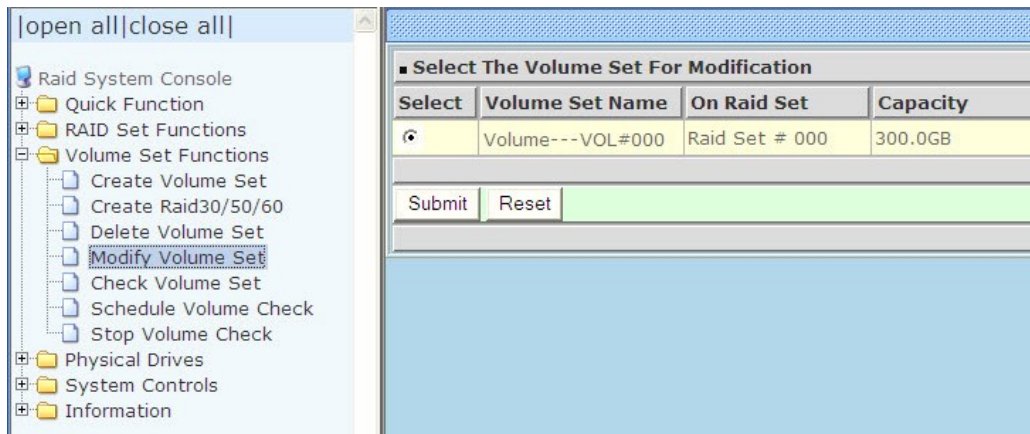 |open all|close all|
Raid System Console
Quick Function
RAID Set Functions
Volume Set Functions
Create Volume Set
Create Raid30/50/60
Delete Volume Set
Modify Volume Set
Check Volume Set
Schedule Volume Check
Stop Volume Check
Physical Drives
System Controls
Information
Select The Volume Set For Modification
Select Volume Set Name On Raid Set Capacity
Volume---VOL#000 Raid Set # 000 300.0GB
Submit Reset